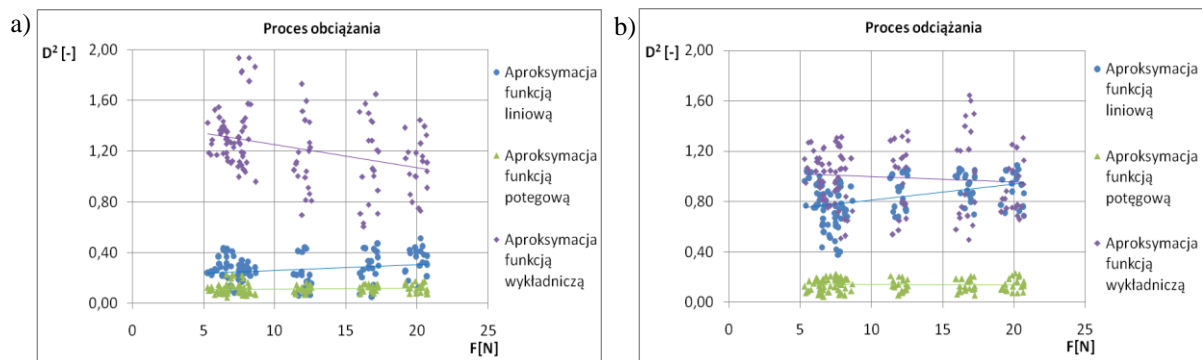 a)
Proces obciążania
D² [-]
2,00
1,60
1,20
0,80
0,40
0,00
0
5
10
15
20
25
F[N]
Aproksymacja
funkcją
liniową
Aproksymacja
funkcją
potegową
Aproksymacja
funkcją
wykładniczą
b)
Proces odciążania
D² [-]
2,00
1,60
1,20
0,80
0,40
0,00
0
5
10
15
20
25
F[N]
Aproksymacja
funkcją
liniową
Aproksymacja
funkcją
potęgową
Aproksymacja
funkcją
wykładniczą